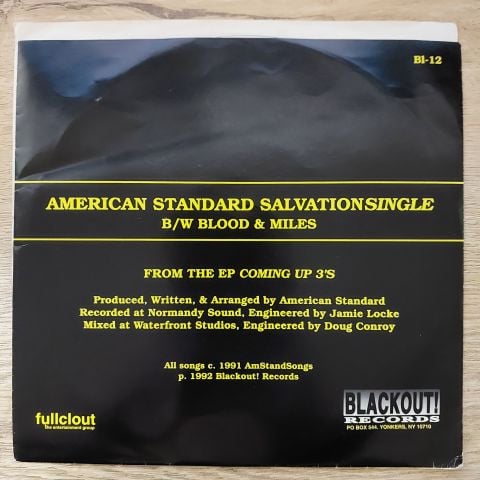 Bl-12
AMERICAN STANDARD SALVATIONSINGLE
B/W BLOOD & MILES
FROM THE EP COMING UP 3'S
Produced, Written, & Arranged by American Standard
Recorded at Normandy Sound, Engineered by Jamie Locke
Mixed at Waterfront Studios, Engineered by Doug Conroy
All songs c. 1991 AmStandSongs
p. 1992 Blackout! Records
fullclout
the entertainment group
BLACKOUT!
RECORDS
PO BOX 544, YONKERS, NY 10710